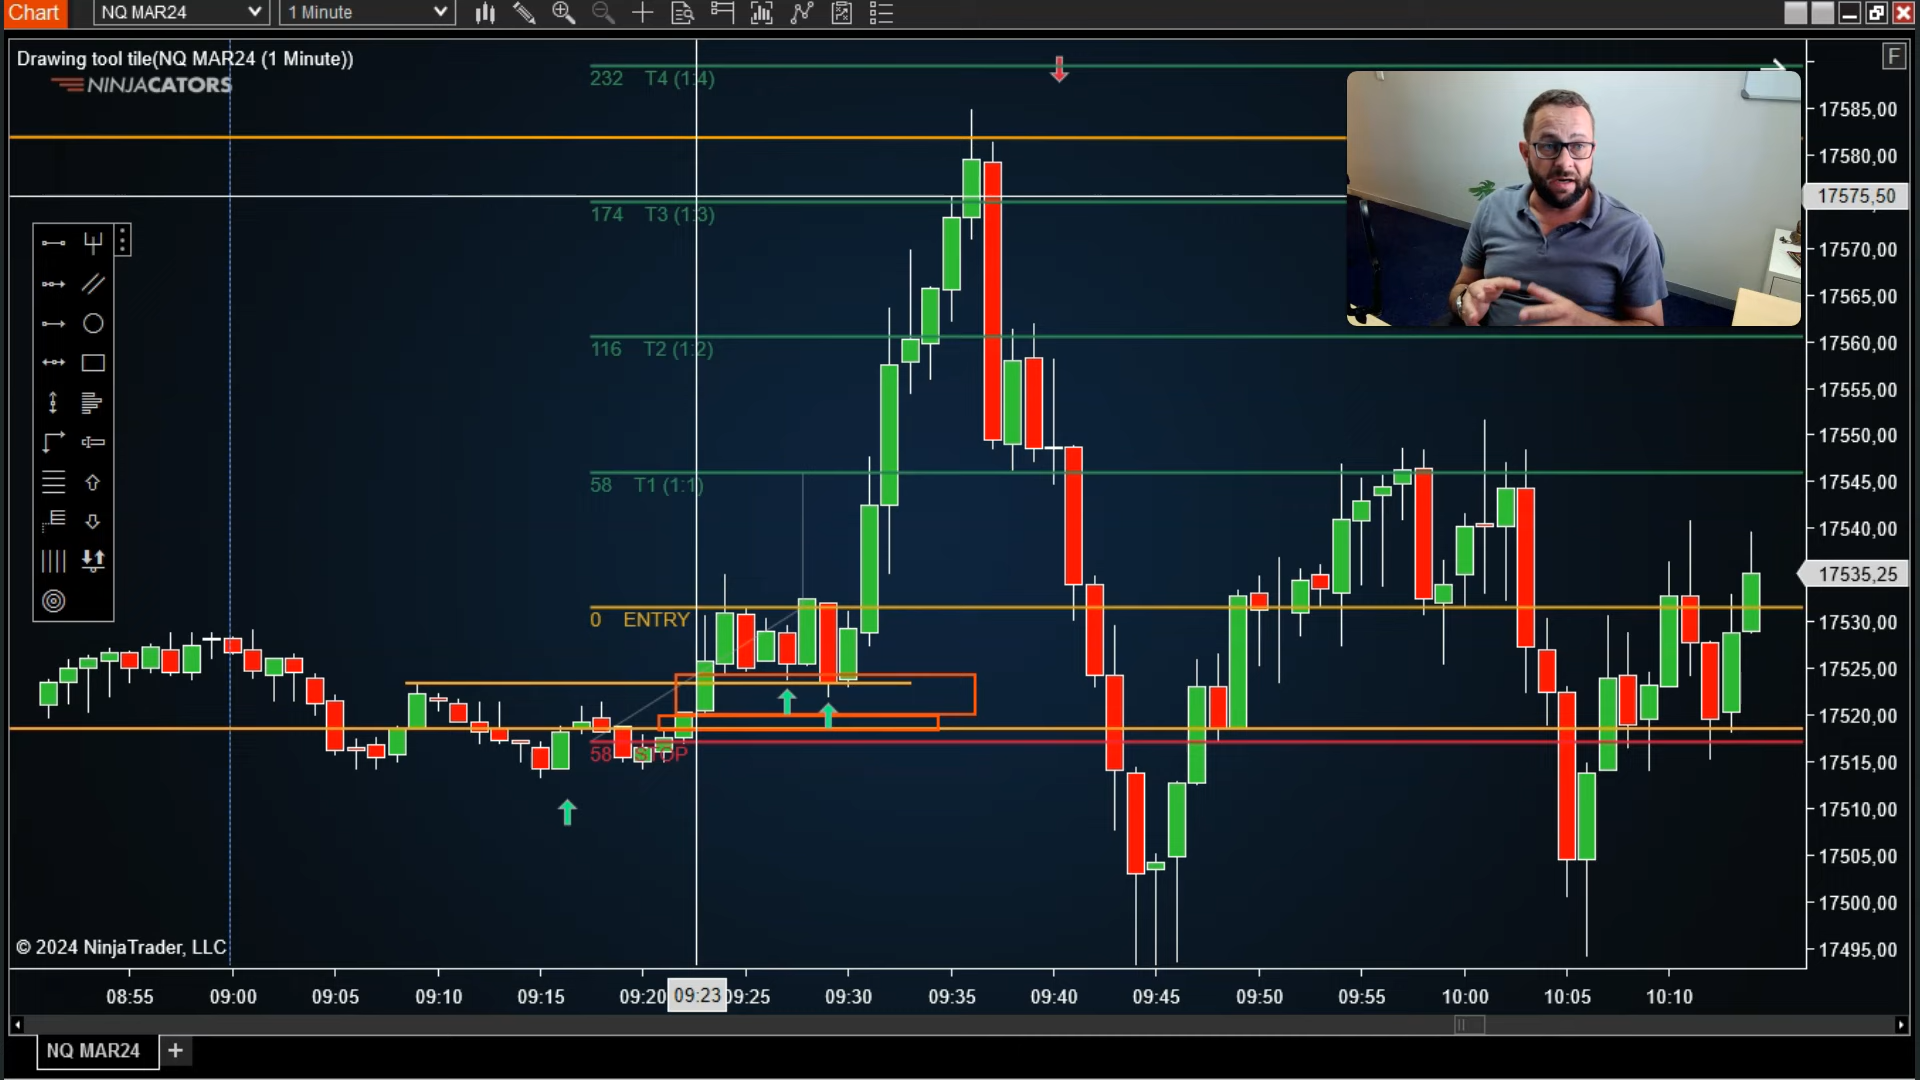 Chart NQ MAR24 1 Minute
Drawing tool tile(NQ MAR24 (1 Minute))
F
NINJACATORS
232 T4 (1:4)
174 T3 (1:3)
116 T2 (1:2)
58 T1 (1:1)
0 ENTRY
58 STOP
17585,00
17580,00
17575,50
17570,00
17565,00
17560,00
17555,00
17550,00
17545,00
17540,00
17535,25
17530,00
17525,00
17520,00
17515,00
17510,00
17505,00
17500,00
17495,00
© 2024 NinjaTrader, LLC
08:55 09:00 09:05 09:10 09:15 09:20 09:23 09:25 09:30 09:35 09:40 09:45 09:50 09:55 10:00 10:05 10:10
NQ MAR24 +